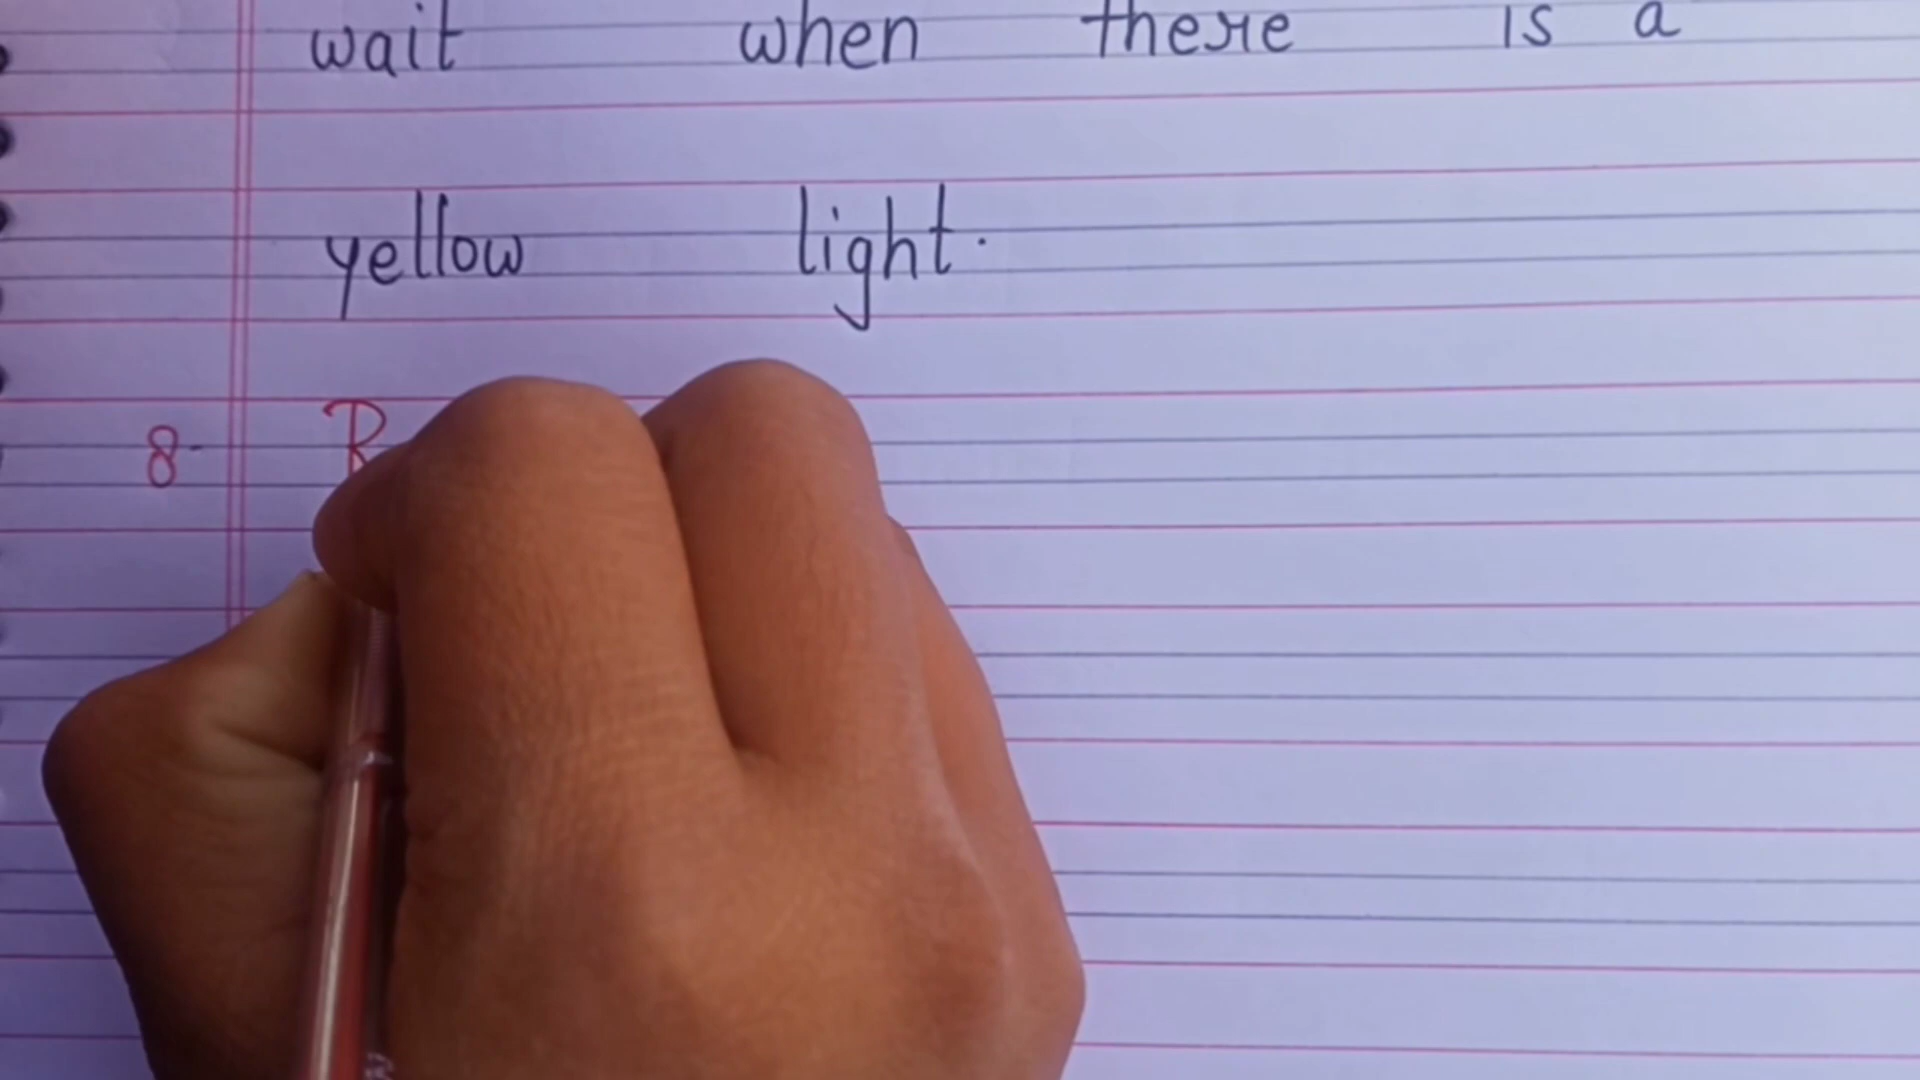 wait when there is a
yellow light.
8- R